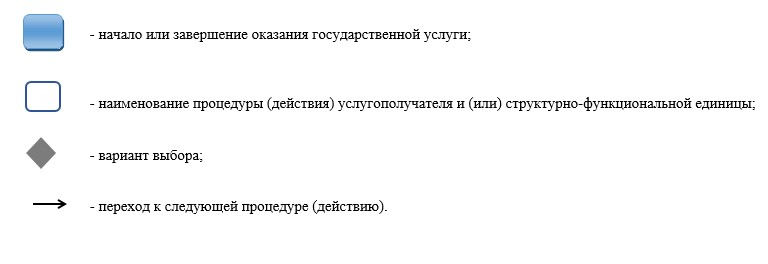 - начало или завершение оказания государственной услуги;
- наименование процедуры (действия) услугополучателя и (или) структурно-функциональной единицы;
- вариант выбора;
- переход к следующей процедуре (действию).